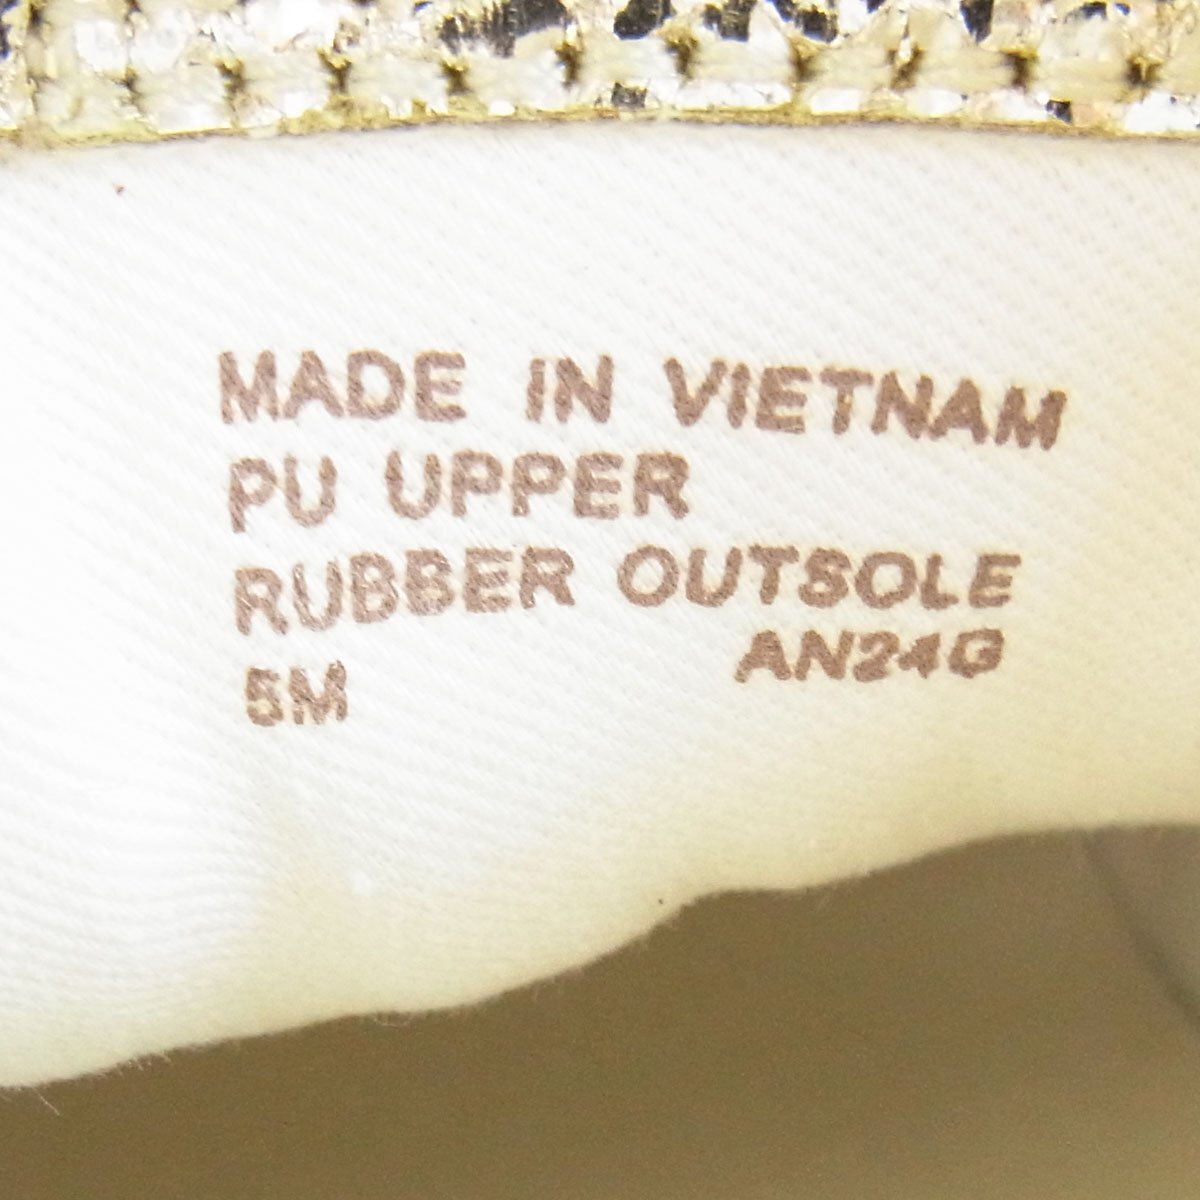 MADE IN VIETNAM
PU UPPER
RUBBER OUTSOLE
5M AN24G